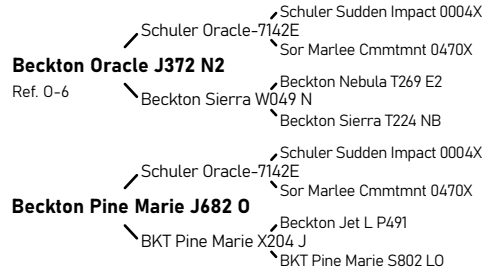 Schuler Sudden Impact 0004X
Schuler Oracle-7142E
Sor Marlee Cmmtmnt 0470X
Beckton Oracle J372 N2
Ref. O-6
Beckton Nebula T269 E2
Beckton Sierra W049 N
Beckton Sierra T224 NB
Schuler Sudden Impact 0004X
Schuler Oracle-7142E
Sor Marlee Cmmtmnt 0470X
Beckton Pine Marie J682 O
Beckton Jet L P491
BKT Pine Marie X204 J
BKT Pine Marie S802 LO